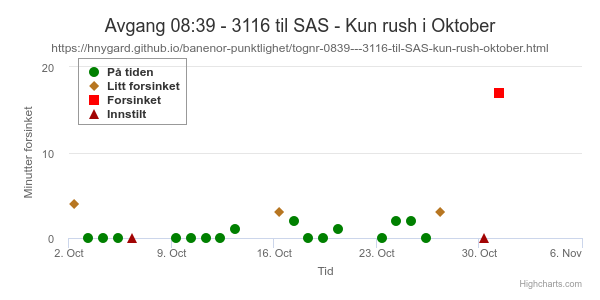 Avgang 08:39 - 3116 til SAS - Kun rush i Oktober
https://hnygard.github.io/banenor-punktlighet/tognr-0839---3116-til-SAS-kun-rush-oktober.html
På tiden
Litt forsinket
Forsinket
Innstilt
Minutter forsinket
20
10
0
2. Oct 9. Oct 16. Oct 23. Oct 30. Oct 6. Nov
Tid
Highcharts.com